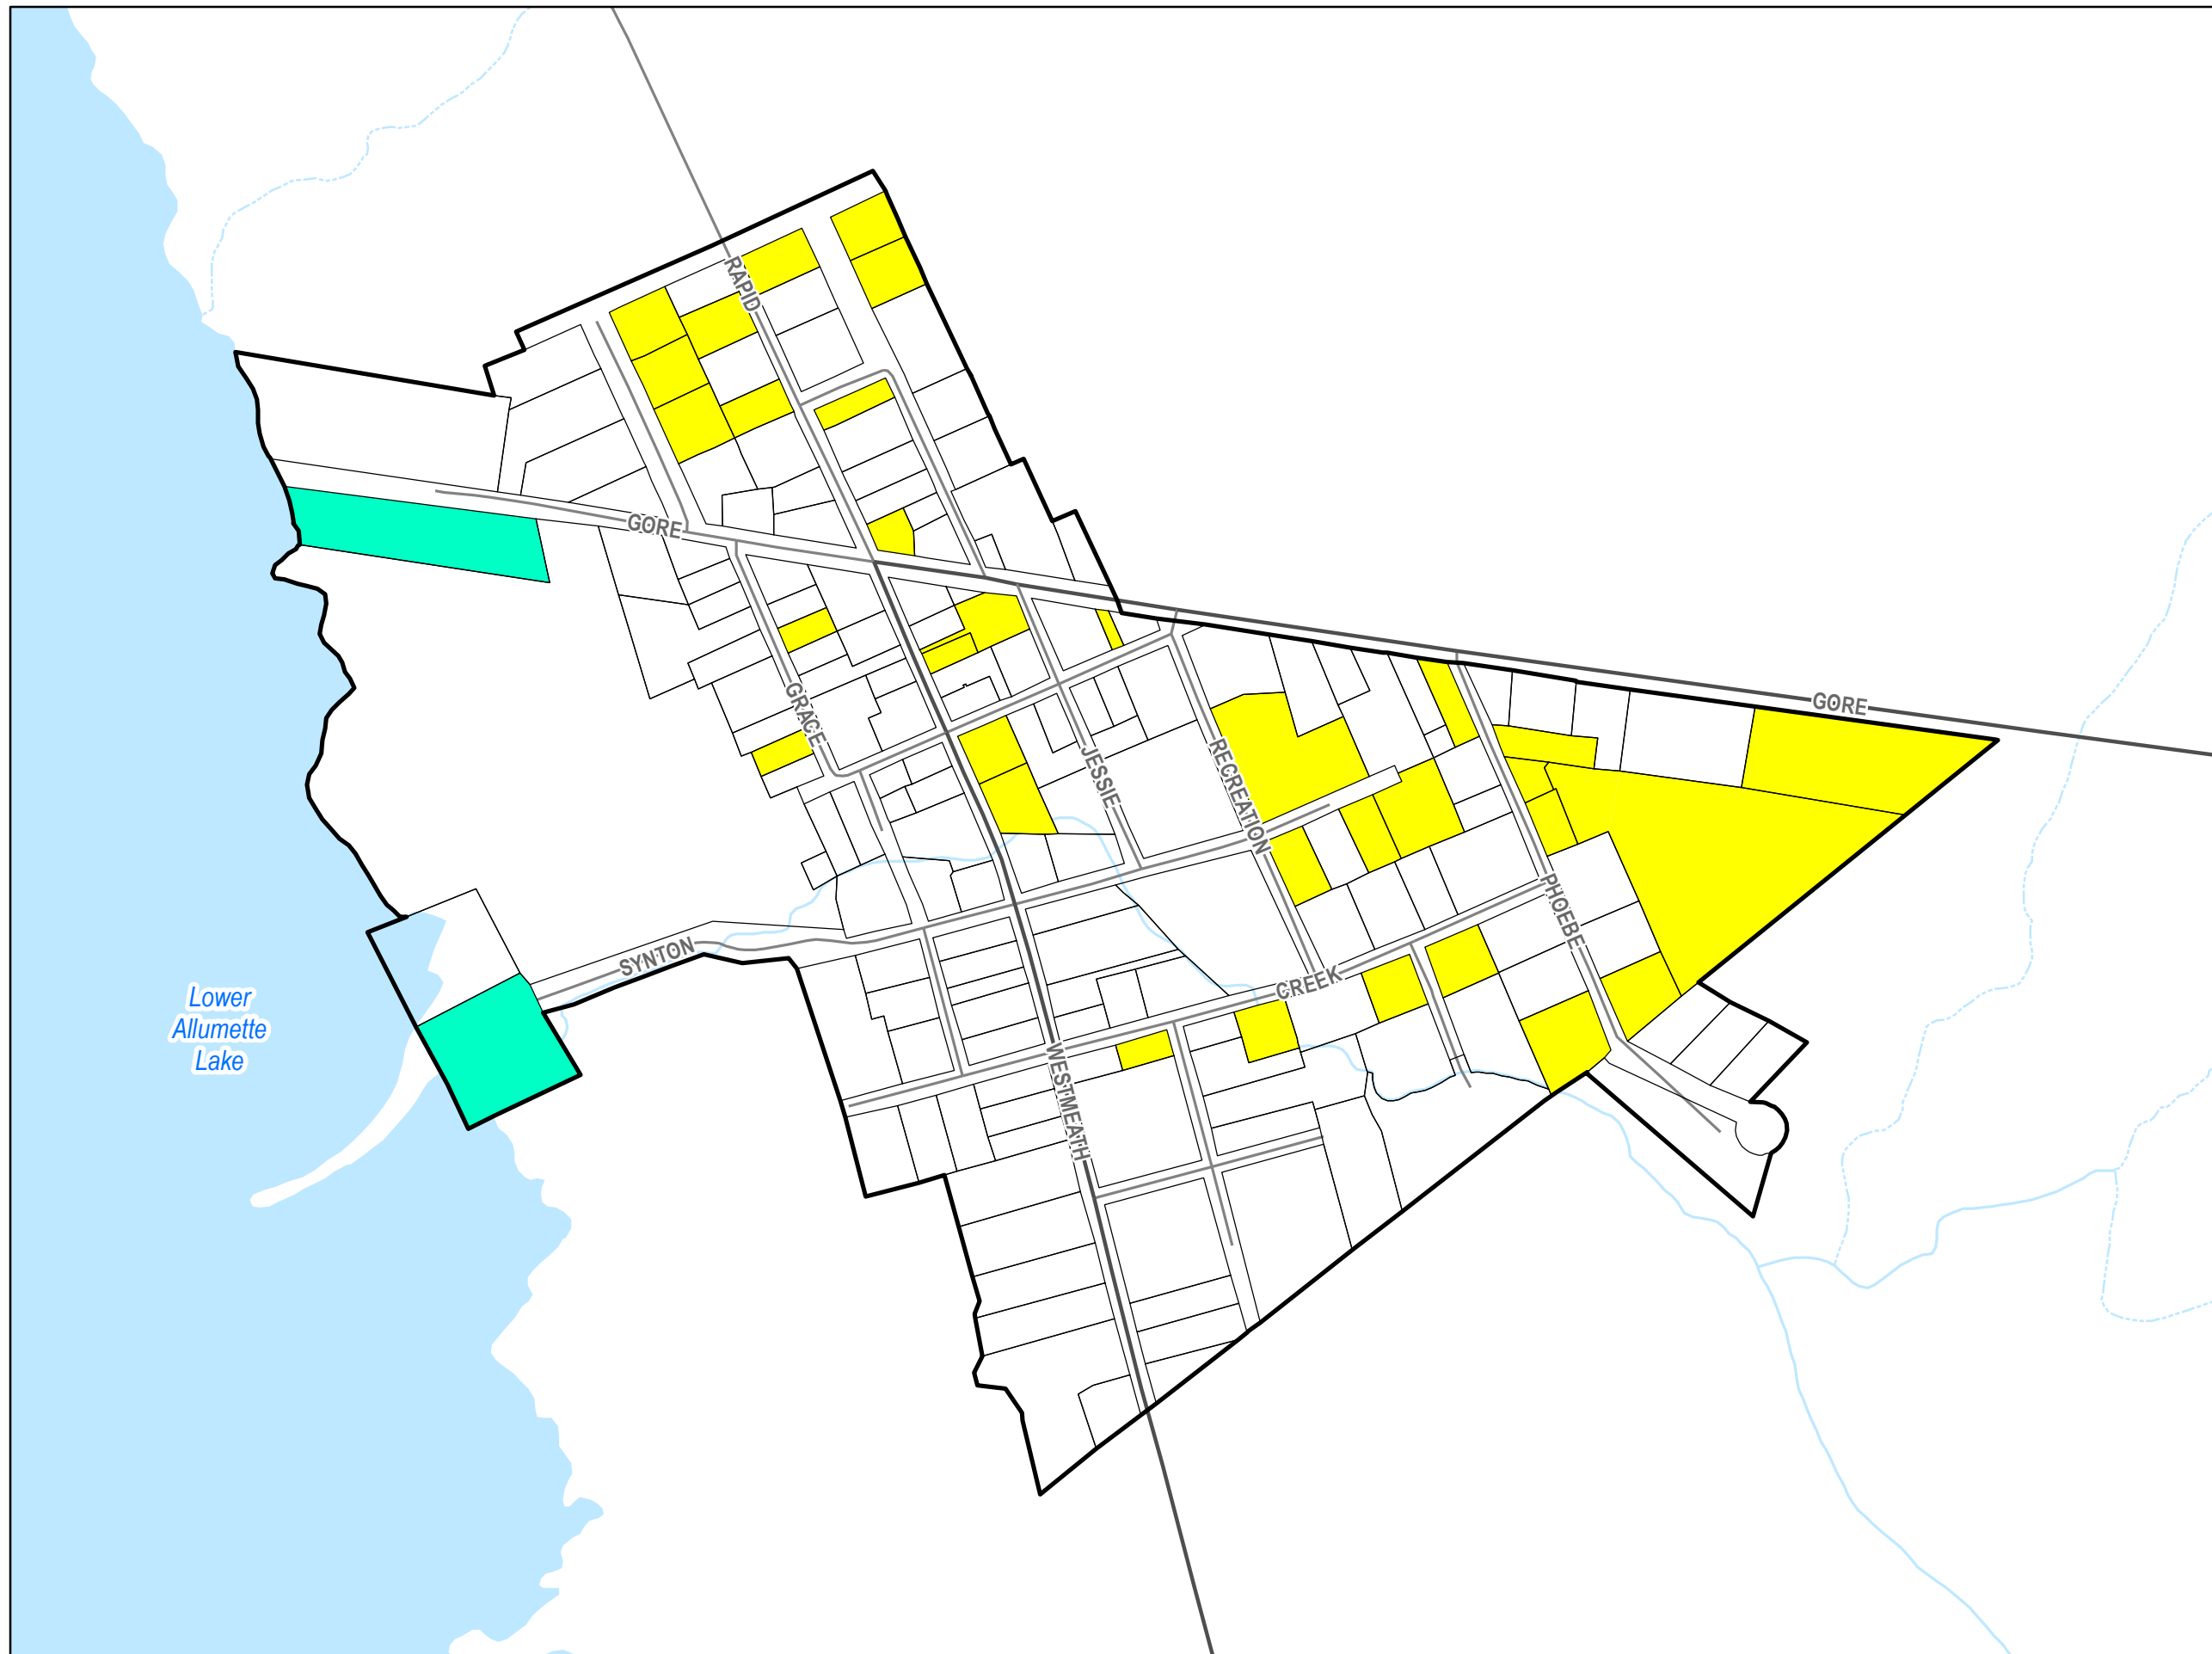 RAPID
GORE
GRACE
JESSIE
RECREATION
GORE
PHOEBE
SYNTON
CREEK
WESTMEATH
Lower
Allumette
Lake